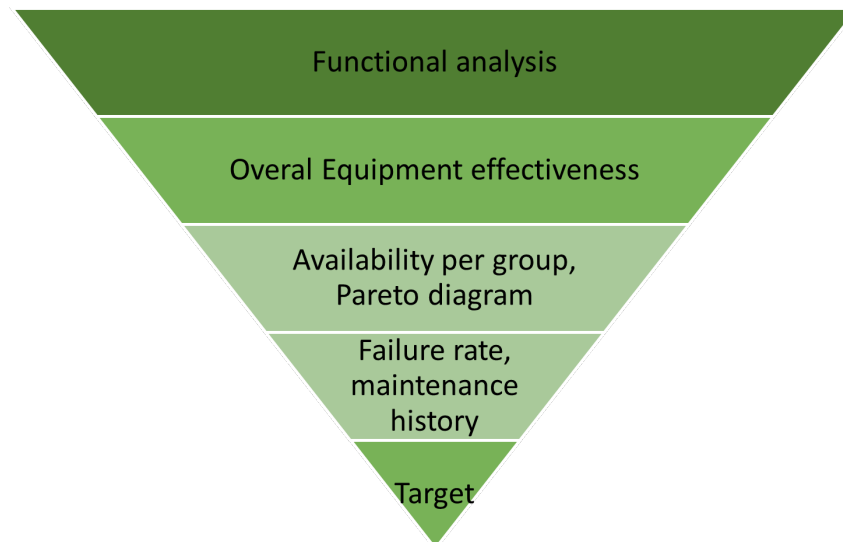 Functional analysis
Overal Equipment effectiveness
Availability per group,
Pareto diagram
Failure rate,
maintenance
history
Target